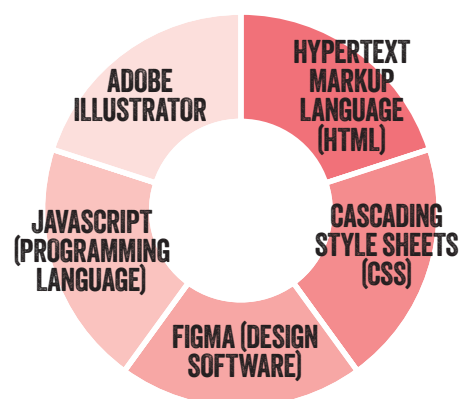 HYPERTEXT
MARKUP
LANGUAGE
(HTML)
CASCADING
STYLE SHEETS
(CSS)
FIGMA (DESIGN
SOFTWARE)
JAVASCRIPT
(PROGRAMMING
LANGUAGE)
ADOBE
ILLUSTRATOR